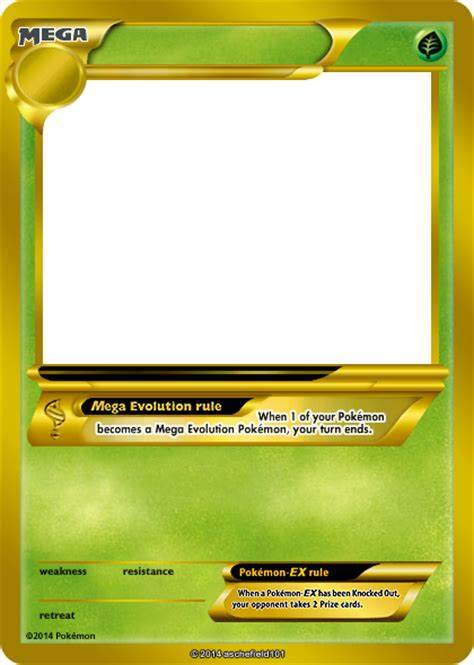 MEGA
Mega Evolution rule
When 1 of your Pokémon
becomes a Mega Evolution Pokémon, your turn ends.
weakness resistance
Pokémon-EX rule
When a Pokémon-EX has been Knocked Out,
your opponent takes 2 Prize cards.
retreat
©2014 Pokémon
©2014 aschefield101